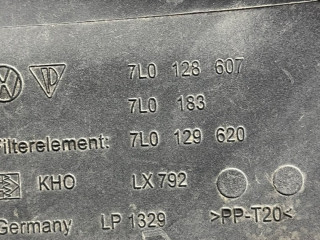 7L0 128 607
7L0 183
Filterelement: 7L0 129 620
KHO LX 792
Germany LP 1329 >PP-T20<